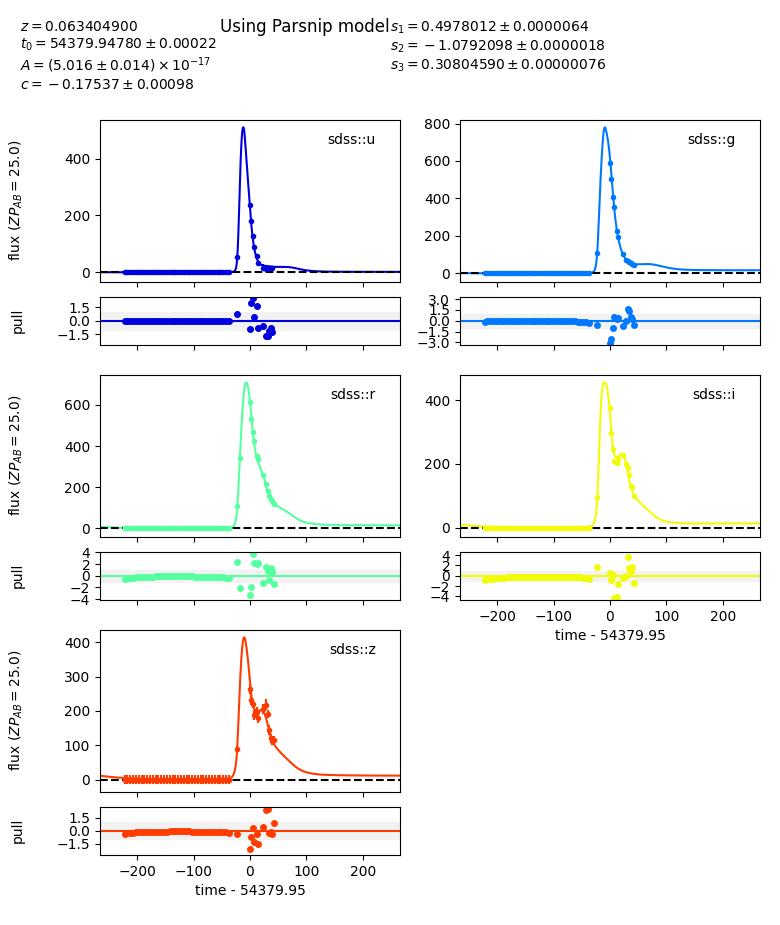 Using Parsnip model
z = 0.063404900
t₀ = 54379.94780 ± 0.00022
A = (5.016 ± 0.014) × 10⁻¹⁷
c = −0.17537 ± 0.00098
s₁ = 0.4978012 ± 0.0000064
s₂ = −1.0792098 ± 0.0000018
s₃ = 0.30804590 ± 0.00000076
flux (ZP_AB = 25.0)
400
200
0
sdss::u
800
600
400
200
0
sdss::g
pull
1.5
0.0
−1.5
3.0
1.5
0.0
−1.5
−3.0
flux (ZP_AB = 25.0)
600
400
200
0
sdss::r
400
200
0
sdss::i
pull
4
2
0
−2
−4
4
2
0
−2
−4
−200 −100 0 100 200
time - 54379.95
flux (ZP_AB = 25.0)
400
300
200
100
0
sdss::z
pull
1.5
0.0
−1.5
−200 −100 0 100 200
time - 54379.95